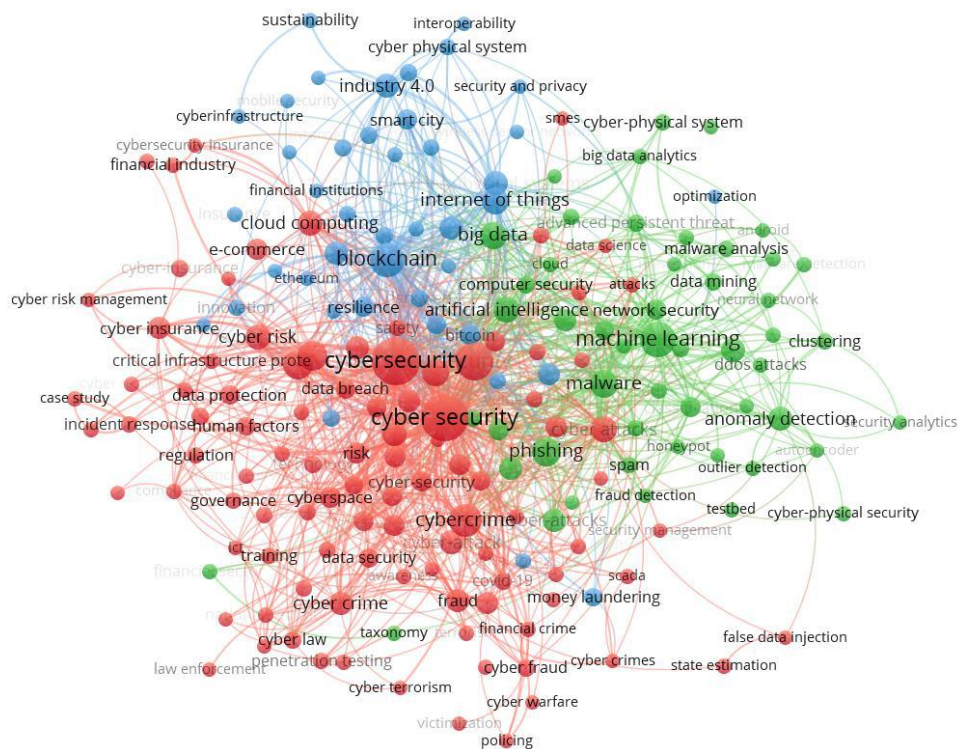 sustainability
interoperability
cyber physical system
industry 4.0
security and privacy
mobile security
cyberinfrastructure
smart city
smes
cyber-physical system
cybersecurity insurance
big data analytics
financial industry
financial institutions
internet of things
optimization
cloud computing
advanced persistent threat
android
big data
e-commerce
data science
malware analysis
blockchain
cloud
detection
cyber-insurance
ethereum
computer security
attacks
data mining
cyber risk management
innovation
resilience
artificial intelligence
network security
neural network
cyber insurance
cyber risk
safety
bitcoin
machine learning
clustering
critical infrastructure prote
cybersecurity
ddos attacks
data breach
malware
case study
data protection
cyber security
anomaly detection
security analytics
incident response
human factors
cyber attacks
regulation
risk
phishing
honeypot
autoencoder
spam
outlier detection
cyber-security
governance
cyberspace
fraud detection
testbed
cyber-physical security
cybercrime
cyber-attacks
security management
ict
training
data security
cyber-attack
awareness
covid-19
scada
cyber crime
fraud
money laundering
cyber law
taxonomy
financial crime
false data injection
law enforcement
penetration testing
cyber fraud
cyber crimes
state estimation
cyber terrorism
cyber warfare
victimization
policing